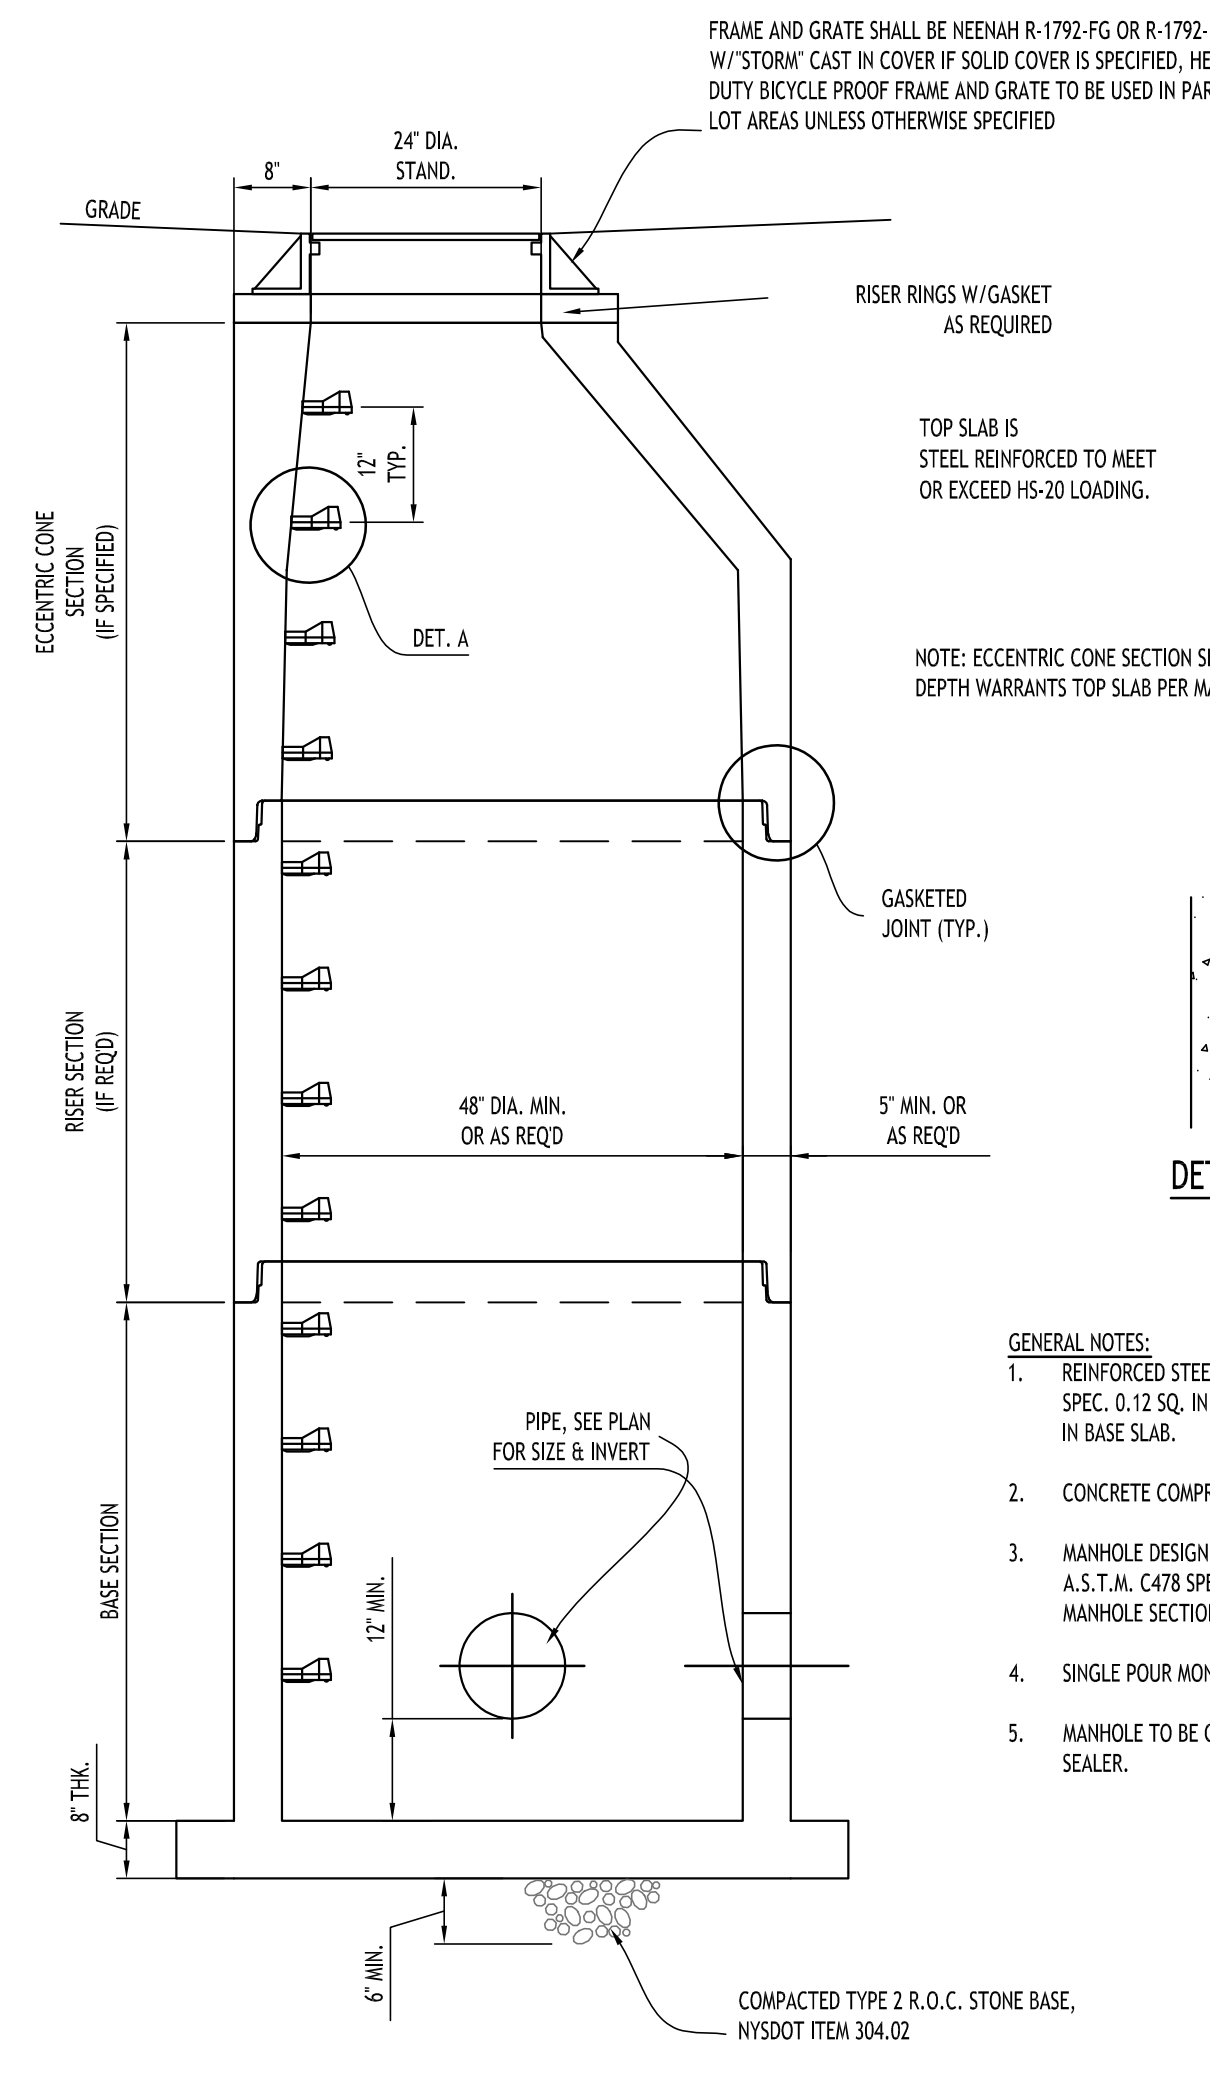 FRAME AND GRATE SHALL BE NEENAH R-1792-FG OR R-1792-
W/"STORM" CAST IN COVER IF SOLID COVER IS SPECIFIED, HE
DUTY BICYCLE PROOF FRAME AND GRATE TO BE USED IN PAR
LOT AREAS UNLESS OTHERWISE SPECIFIED
24" DIA.
STAND.
8"
GRADE
RISER RINGS W/GASKET
AS REQUIRED
12"
TYP.
TOP SLAB IS
STEEL REINFORCED TO MEET
OR EXCEED HS-20 LOADING.
ECCENTRIC CONE
SECTION
(IF SPECIFIED)
DET. A
NOTE: ECCENTRIC CONE SECTION S
DEPTH WARRANTS TOP SLAB PER MA
GASKETED
JOINT (TYP.)
RISER SECTION
(IF REQ'D)
48" DIA. MIN.
OR AS REQ'D
5" MIN. OR
AS REQ'D
DET
GENERAL NOTES:
1. REINFORCED STEE
SPEC. 0.12 SQ. IN
IN BASE SLAB.
2. CONCRETE COMPR
3. MANHOLE DESIGN
A.S.T.M. C478 SPE
MANHOLE SECTIO
4. SINGLE POUR MON
5. MANHOLE TO BE C
SEALER.
PIPE, SEE PLAN
FOR SIZE & INVERT
BASE SECTION
12" MIN.
8" THK.
6" MIN.
COMPACTED TYPE 2 R.O.C. STONE BASE,
NYSDOT ITEM 304.02